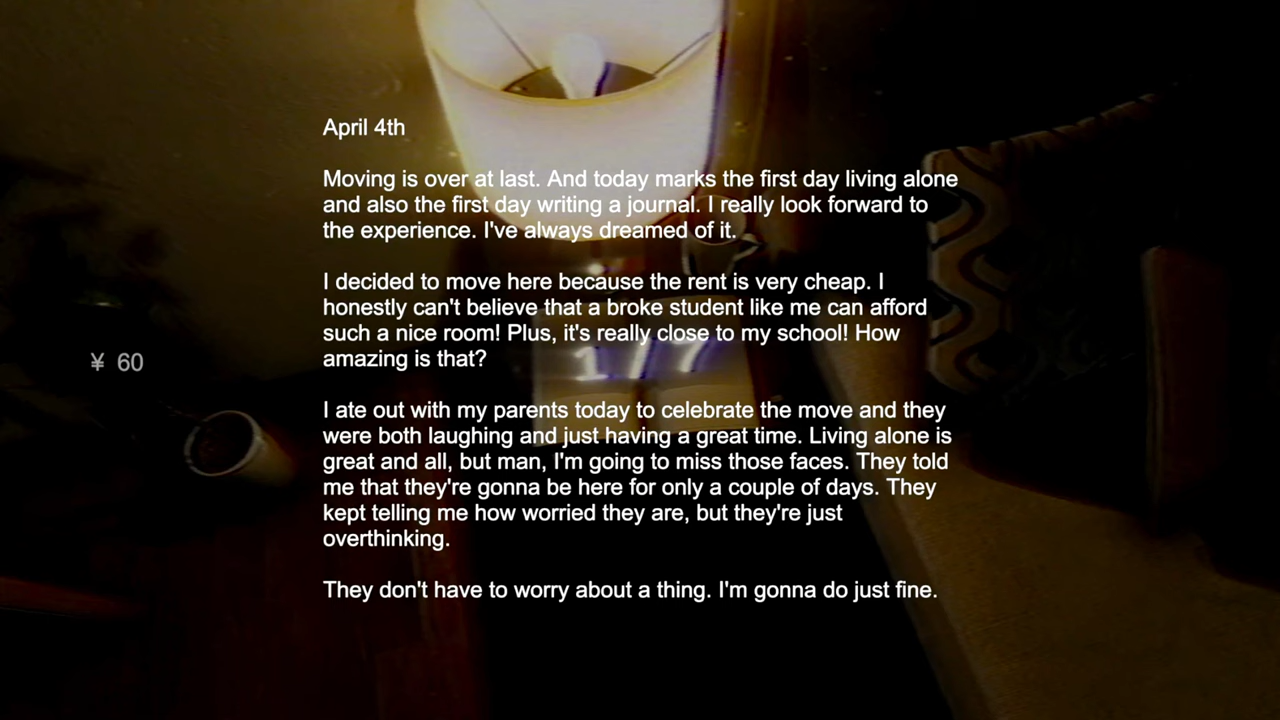 April 4th
Moving is over at last. And today marks the first day living alone
and also the first day writing a journal. I really look forward to
the experience. I've always dreamed of it.
I decided to move here because the rent is very cheap. I
honestly can't believe that a broke student like me can afford
such a nice room! Plus, it's really close to my school! How
amazing is that?
1/7
¥ 60
I ate out with my parents today to celebrate the move and they
were both laughing and just having a great time. Living alone is
great and all, but man, I'm going to miss those faces. They told
me that they're gonna be here for only a couple of days. They
kept telling me how worried they are, but they're just
overthinking.
They don't have to worry about a thing. I'm gonna do just fine.